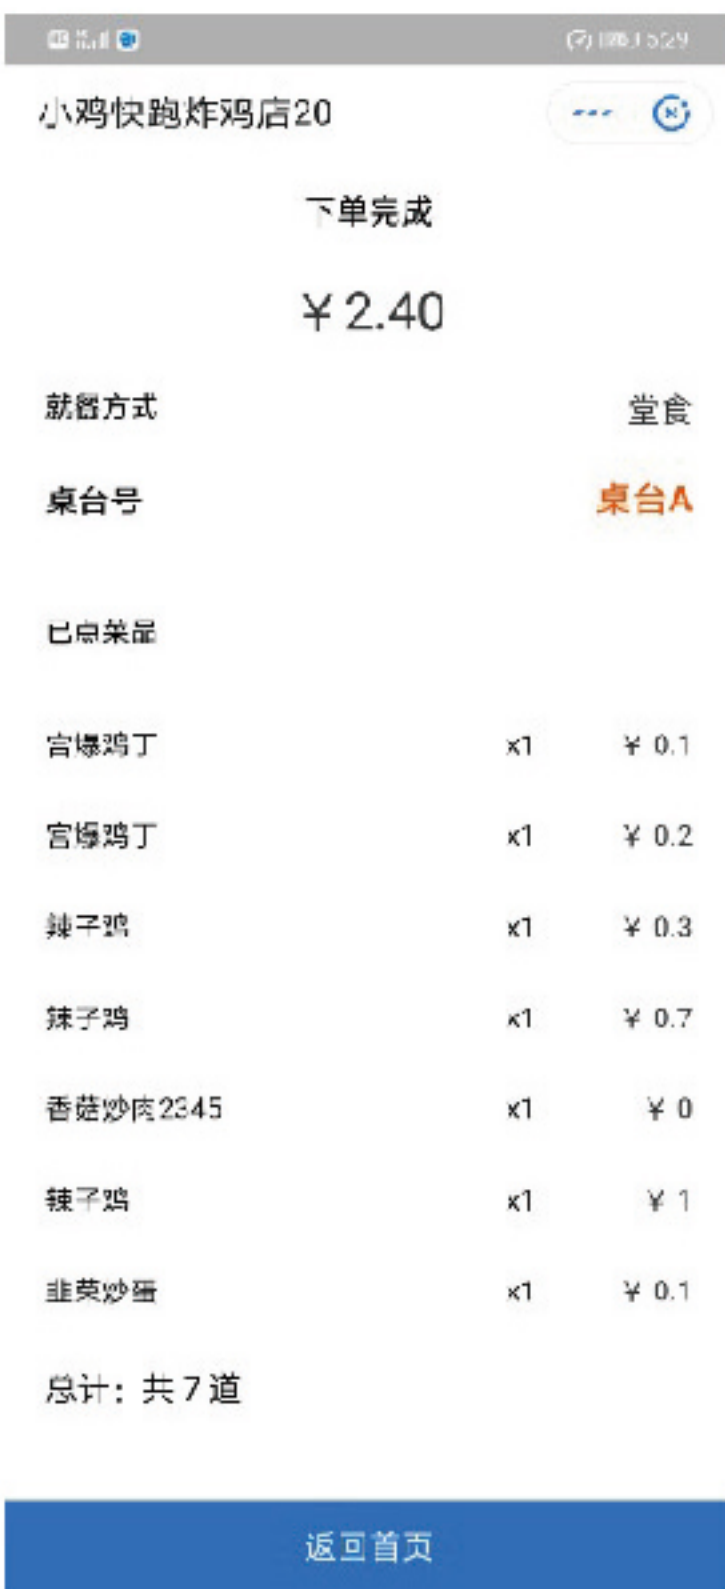 小鸡快跑炸鸡店20
下单完成
¥2.40
就餐方式 堂食
桌台号 桌台A
已点菜品
宫爆鸡丁 x1 ¥ 0.1
宫爆鸡丁 x1 ¥ 0.2
辣子鸡 x1 ¥ 0.3
辣子鸡 x1 ¥ 0.7
香菇炒肉2345 x1 ¥ 0
辣子鸡 x1 ¥ 1
韭菜炒蛋 x1 ¥ 0.1
总计：共7道
返回首页